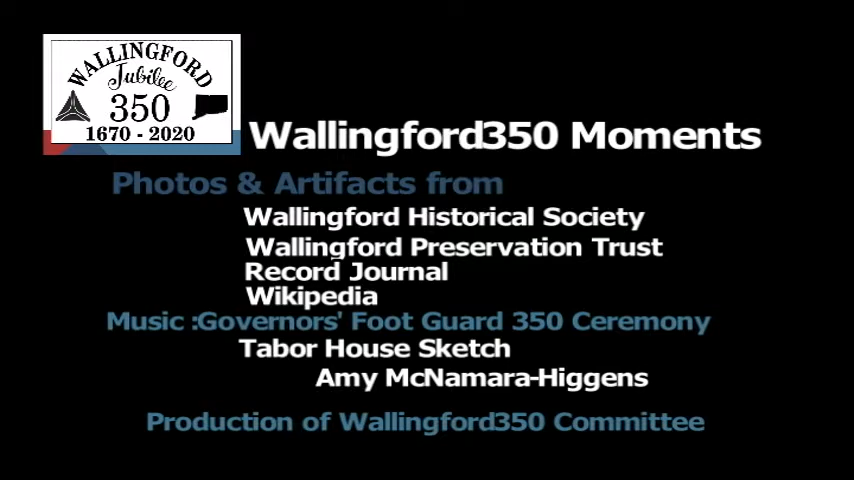 WALLINGFORD
Jubilee
350
1670 - 2020
Wallingford350 Moments
Photos & Artifacts from
Wallingford Historical Society
Wallingford Preservation Trust
Record Journal
Wikipedia
Music :Governors' Foot Guard 350 Ceremony
Tabor House Sketch
Amy McNamara-Higgens
Production of Wallingford350 Committee